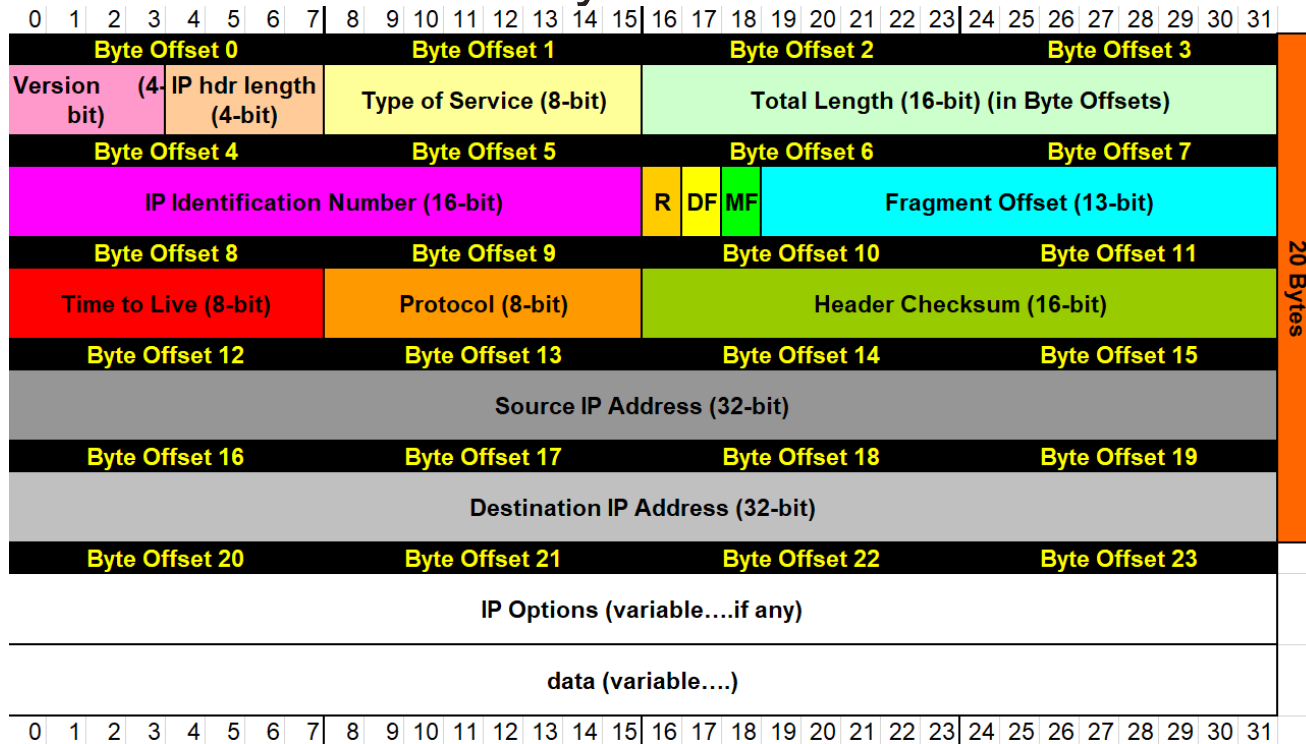 0 1 2 3 4 5 6 7 8 9 10 11 12 13 14 15 16 17 18 19 20 21 22 23 24 25 26 27 28 29 30 31
Byte Offset 0 Byte Offset 1 Byte Offset 2 Byte Offset 3
Version (4- IP hdr length Type of Service (8-bit) Total Length (16-bit) (in Byte Offsets)
bit) (4-bit)
Byte Offset 4 Byte Offset 5 Byte Offset 6 Byte Offset 7
IP Identification Number (16-bit) R DF MF Fragment Offset (13-bit)
Byte Offset 8 Byte Offset 9 Byte Offset 10 Byte Offset 11
Time to Live (8-bit) Protocol (8-bit) Header Checksum (16-bit)
20 Bytes
Byte Offset 12 Byte Offset 13 Byte Offset 14 Byte Offset 15
Source IP Address (32-bit)
Byte Offset 16 Byte Offset 17 Byte Offset 18 Byte Offset 19
Destination IP Address (32-bit)
Byte Offset 20 Byte Offset 21 Byte Offset 22 Byte Offset 23
IP Options (variable....if any)
data (variable....)
0 1 2 3 4 5 6 7 8 9 10 11 12 13 14 15 16 17 18 19 20 21 22 23 24 25 26 27 28 29 30 31